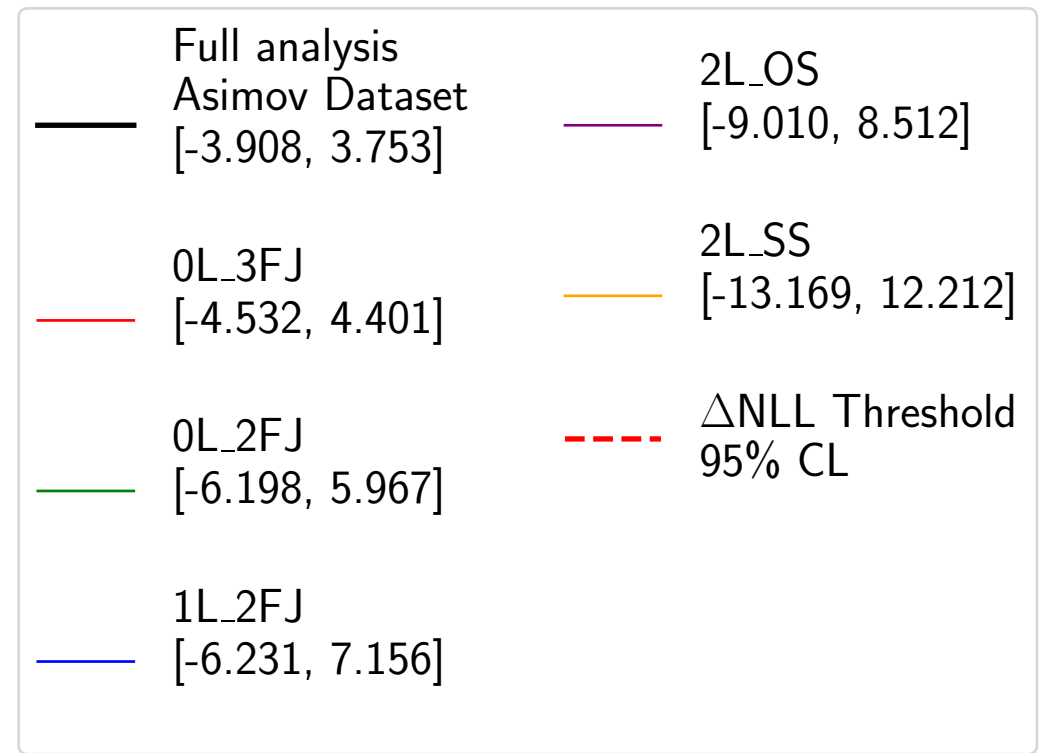 Full analysis
Asimov Dataset
[-3.908, 3.753]
0L_3FJ
[-4.532, 4.401]
0L_2FJ
[-6.198, 5.967]
1L_2FJ
[-6.231, 7.156]
2L_OS
[-9.010, 8.512]
2L_SS
[-13.169, 12.212]
ΔNLL Threshold
95% CL